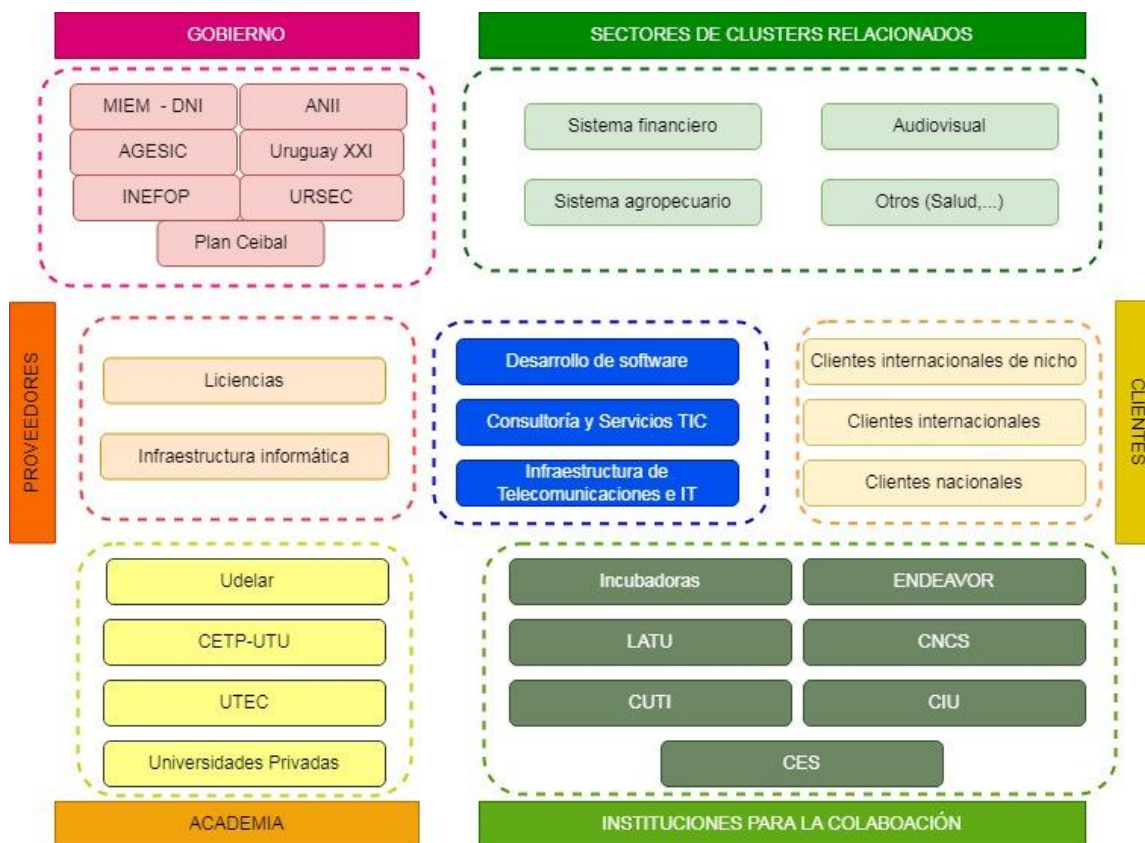 GOBIERNO
SECTORES DE CLUSTERS RELACIONADOS
MIEM - DNI
ANII
AGESIC
Uruguay XXI
INEFOP
URSEC
Plan Ceibal
Sistema financiero
Audiovisual
Sistema agropecuario
Otros (Salud,...)
PROVEEDORES
Liciencias
Infraestructura informática
Desarrollo de software
Consultoría y Servicios TIC
Infraestructura de
Telecomunicaciones e IT
Clientes internacionales de nicho
Clientes internacionales
Clientes nacionales
CLIENTES
Udelar
CETP-UTU
UTEC
Universidades Privadas
ACADEMIA
Incubadoras
ENDEAVOR
LATU
CNCS
CUTI
CIU
CES
INSTITUCIONES PARA LA COLABOACIÓN